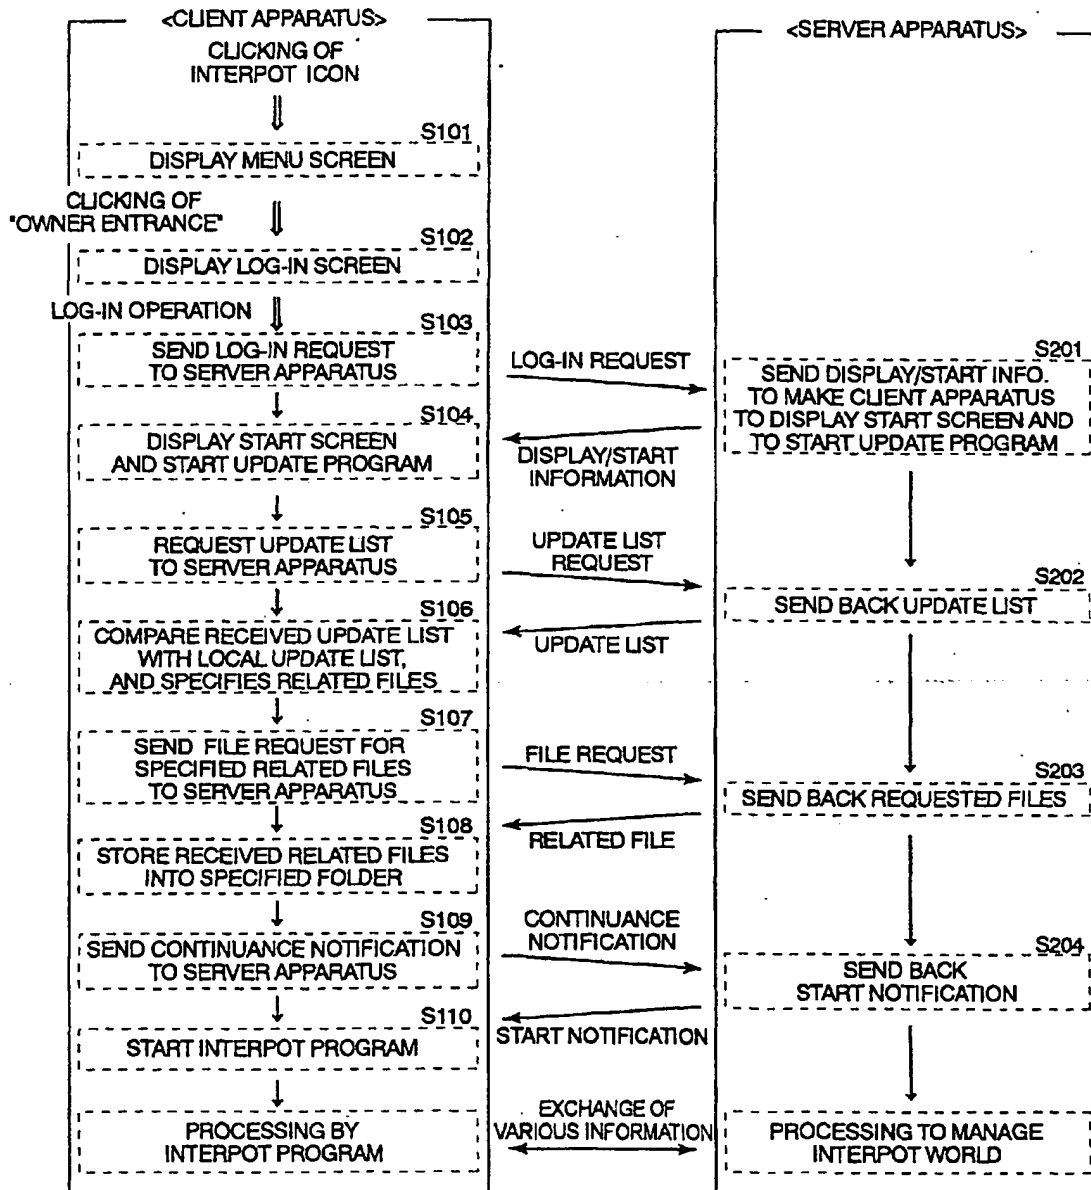 <CLIENT APPARATUS>
CLICKING OF
INTERPOT ICON
S101
DISPLAY MENU SCREEN
CLICKING OF
"OWNER ENTRANCE"
S102
DISPLAY LOG-IN SCREEN
LOG-IN OPERATION
S103
SEND LOG-IN REQUEST
TO SERVER APPARATUS
S104
DISPLAY START SCREEN
AND START UPDATE PROGRAM
S105
REQUEST UPDATE LIST
TO SERVER APPARATUS
S106
COMPARE RECEIVED UPDATE LIST
WITH LOCAL UPDATE LIST,
AND SPECIFIES RELATED FILES
S107
SEND FILE REQUEST FOR
SPECIFIED RELATED FILES
TO SERVER APPARATUS
S108
STORE RECEIVED RELATED FILES
INTO SPECIFIED FOLDER
S109
SEND CONTINUANCE NOTIFICATION
TO SERVER APPARATUS
S110
START INTERPOT PROGRAM
PROCESSING BY
INTERPOT PROGRAM
LOG-IN REQUEST
DISPLAY/START
INFORMATION
UPDATE LIST
REQUEST
UPDATE LIST
FILE REQUEST
RELATED FILE
CONTINUANCE
NOTIFICATION
START NOTIFICATION
EXCHANGE OF
VARIOUS INFORMATION
<SERVER APPARATUS>
S201
SEND DISPLAY/START INFO.
TO MAKE CLIENT APPARATUS
TO DISPLAY START SCREEN AND
TO START UPDATE PROGRAM
S202
SEND BACK UPDATE LIST
S203
SEND BACK REQUESTED FILES
S204
SEND BACK
START NOTIFICATION
PROCESSING TO MANAGE
INTERPOT WORLD